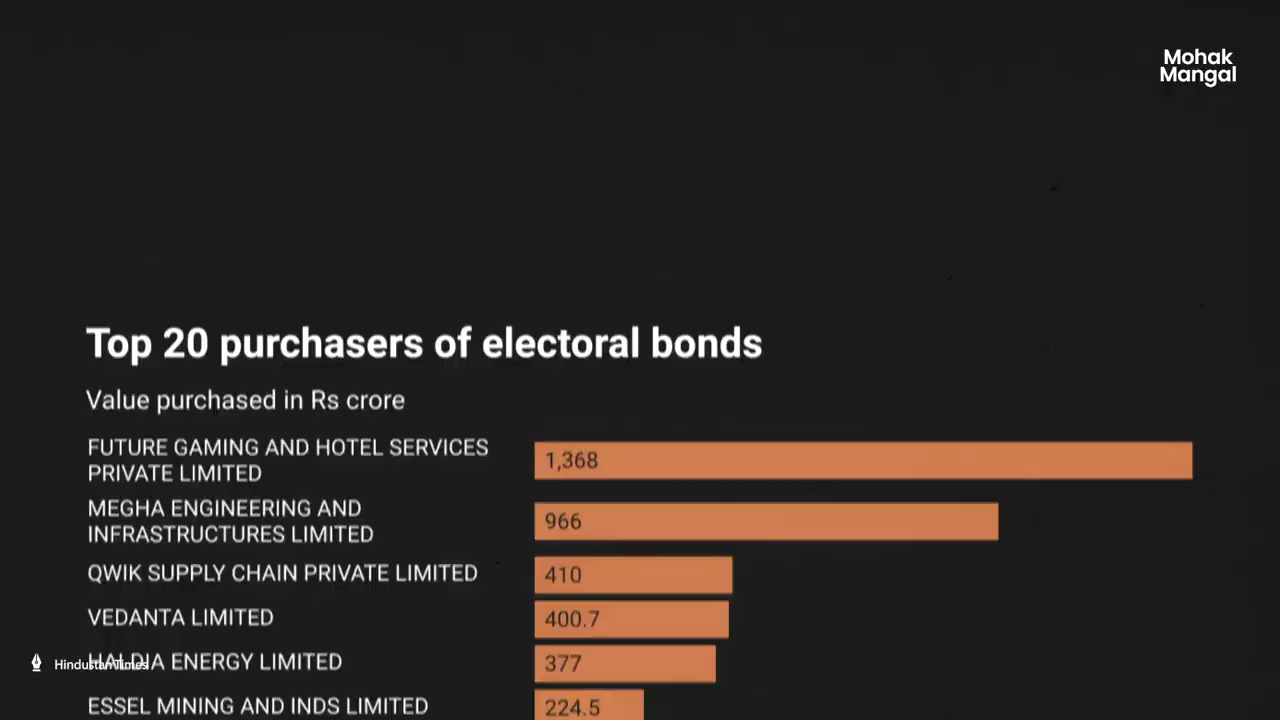 Mohak
Mangal
Top 20 purchasers of electoral bonds
Value purchased in Rs crore
FUTURE GAMING AND HOTEL SERVICES
PRIVATE LIMITED
1,368
MEGHA ENGINEERING AND
INFRASTRUCTURES LIMITED
966
QWIK SUPPLY CHAIN PRIVATE LIMITED
410
VEDANTA LIMITED
400.7
HALDIA ENERGY LIMITED
377
HindustanTimes
ESSEL MINING AND INDS LIMITED
224.5